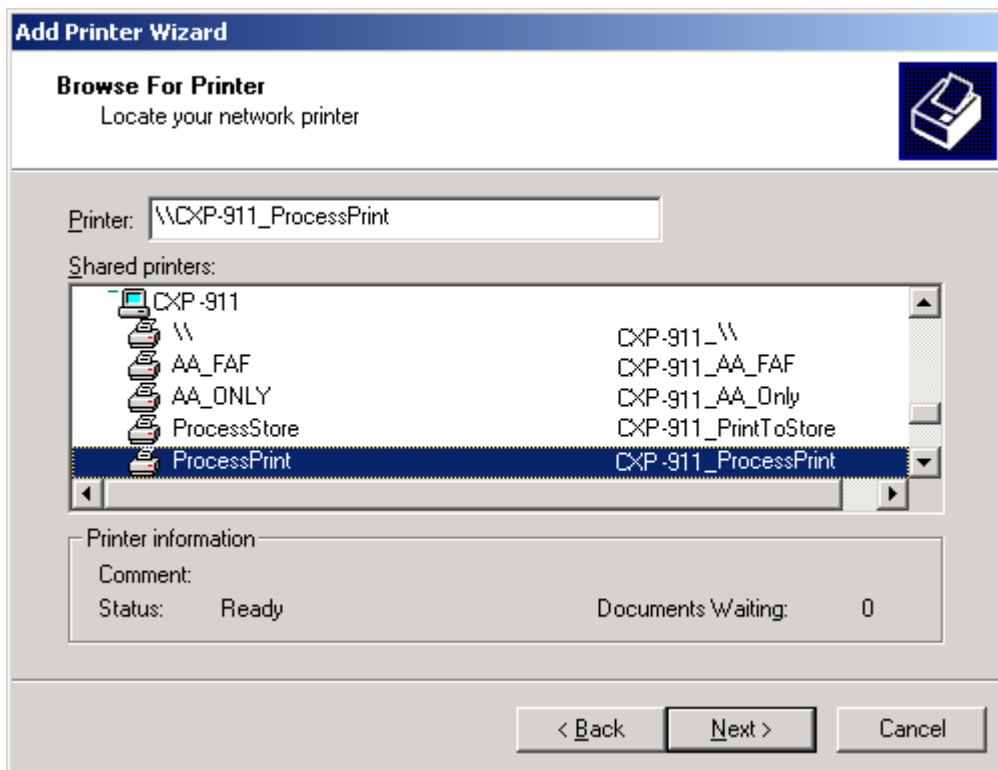 Add Printer Wizard
Browse For Printer
Locate your network printer
Printer: \\CXP-911_ProcessPrint
Shared printers:
CXP-911
\\ CXP-911_\\
AA_FAF CXP-911_AA_FAF
AA_ONLY CXP-911_AA_Only
ProcessStore CXP-911_PrintToStore
ProcessPrint CXP-911_ProcessPrint
Printer information
Comment:
Status: Ready Documents Waiting: 0
< Back Next > Cancel